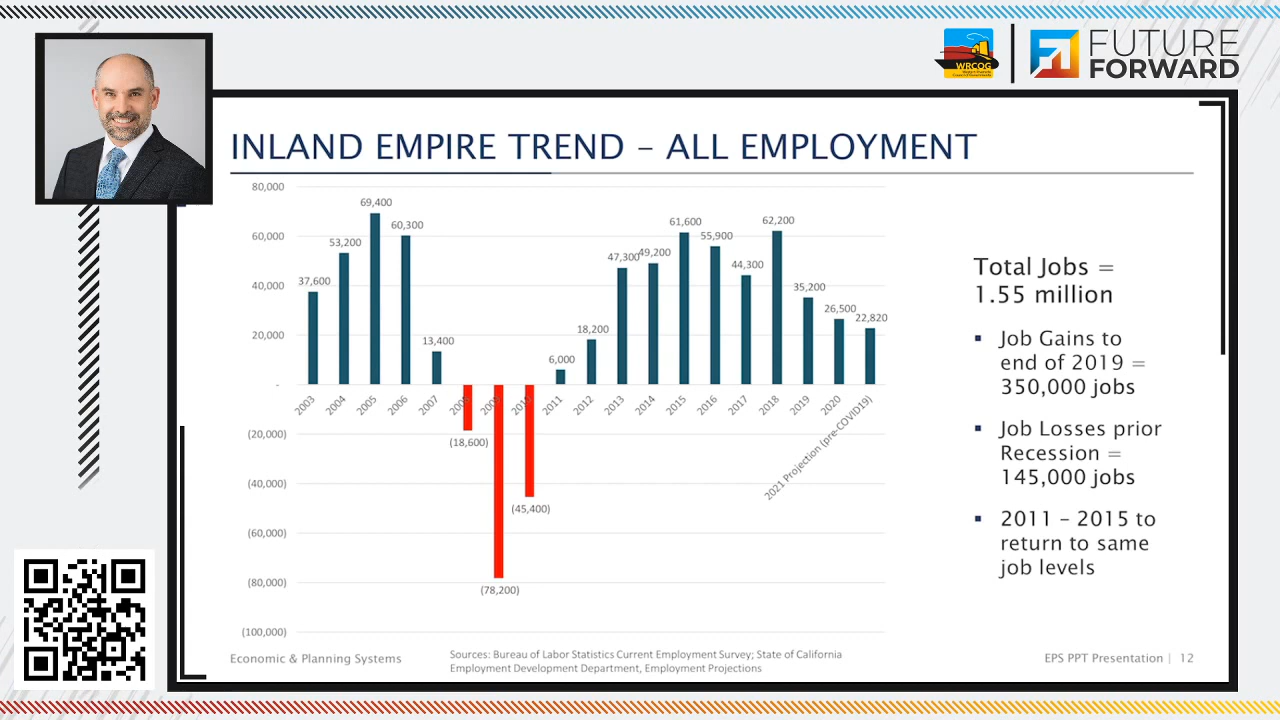 WRCOG
FUTURE
FORWARD
INLAND EMPIRE TREND – ALL EMPLOYMENT
80,000
60,000
40,000
20,000
-
(20,000)
(40,000)
(60,000)
(80,000)
(100,000)
37,600
53,200
69,400
60,300
13,400
(18,600)
(78,200)
(45,400)
6,000
18,200
47,300
49,200
61,600
55,900
44,300
62,200
35,200
26,500
22,820
2003
2004
2005
2006
2007
2008
2009
2010
2011
2012
2013
2014
2015
2016
2017
2018
2019
2020
2021 Projection (pre-COVID19)
Total Jobs =
1.55 million
▪ Job Gains to
end of 2019 =
350,000 jobs
▪ Job Losses prior
Recession =
145,000 jobs
▪ 2011 – 2015 to
return to same
job levels
Economic & Planning Systems
Sources: Bureau of Labor Statistics Current Employment Survey; State of California
Employment Development Department, Employment Projections
EPS PPT Presentation | 12